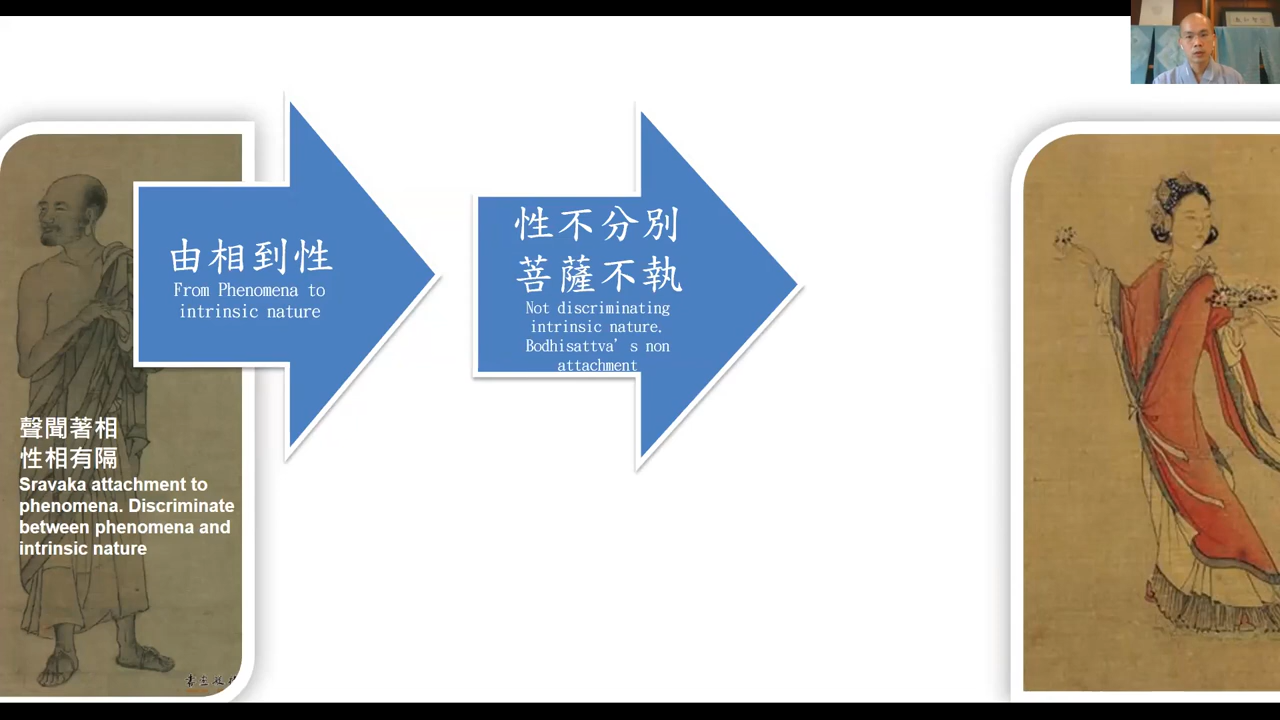 由相到性
From Phenomena to
intrinsic nature
性不分別
菩薩不執
Not discriminating
intrinsic nature.
Bodhisattva's non
attachment
聲聞著相
性相有隔
Sravaka attachment to
phenomena. Discriminate
between phenomena and
intrinsic nature